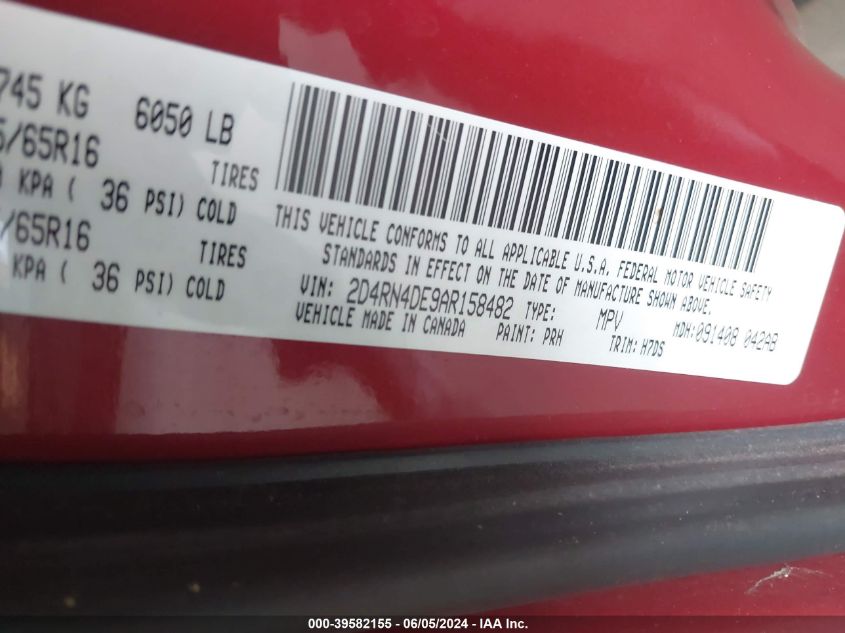 745 KG 6050 LB
5/65R16 TIRES
KPA ( 36 PSI) COLD
/65R16 TIRES
KPA ( 36 PSI) COLD
THIS VEHICLE CONFORMS TO ALL APPLICABLE U.S.A. FEDERAL MOTOR VEHICLE SAFETY
STANDARDS IN EFFECT ON THE DATE OF MANUFACTURE SHOWN ABOVE.
VIN: 2D4RN4DE9AR158482 TYPE: MPV MDH:091408 042AB
VEHICLE MADE IN CANADA PAINT: PRH TRIM: H7DS
000-39582155 - 06/05/2024 - IAA Inc.